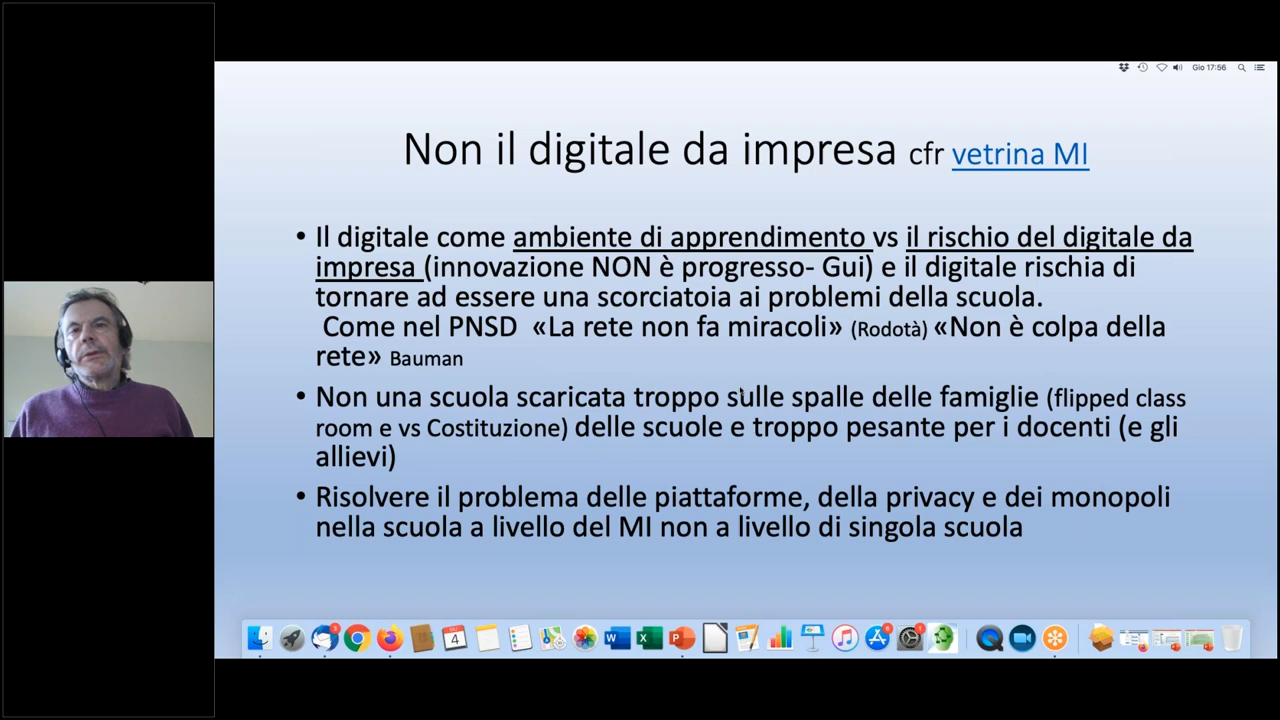 Gio 17:56
Non il digitale da impresa cfr vetrina MI
• Il digitale come ambiente di apprendimento vs il rischio del digitale da
impresa (innovazione NON è progresso- Gui) e il digitale rischia di
tornare ad essere una scorciatoia ai problemi della scuola.
Come nel PNSD «La rete non fa miracoli» (Rodotà) «Non è colpa della
rete» Bauman
• Non una scuola scaricata troppo sulle spalle delle famiglie (flipped class
room e vs Costituzione) delle scuole e troppo pesante per i docenti (e gli
allievi)
• Risolvere il problema delle piattaforme, della privacy e dei monopoli
nella scuola a livello del MI non a livello di singola scuola
4